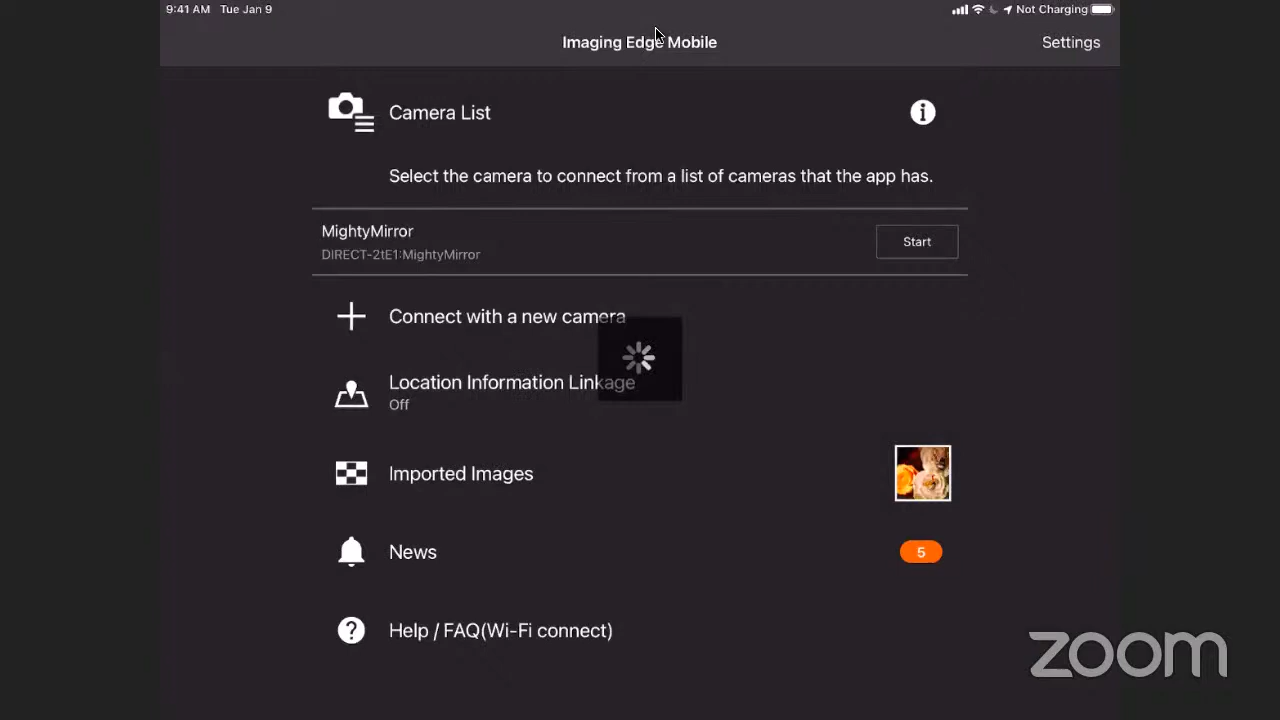 9:41 AM Tue Jan 9
Not Charging
Imaging Edge Mobile
Settings
Camera List
Select the camera to connect from a list of cameras that the app has.
MightyMirror
DIRECT-2tE1:MightyMirror
Start
Connect with a new camera
Location Information Linkage
Off
Imported Images
News
5
Help / FAQ(Wi-Fi connect)
zoom